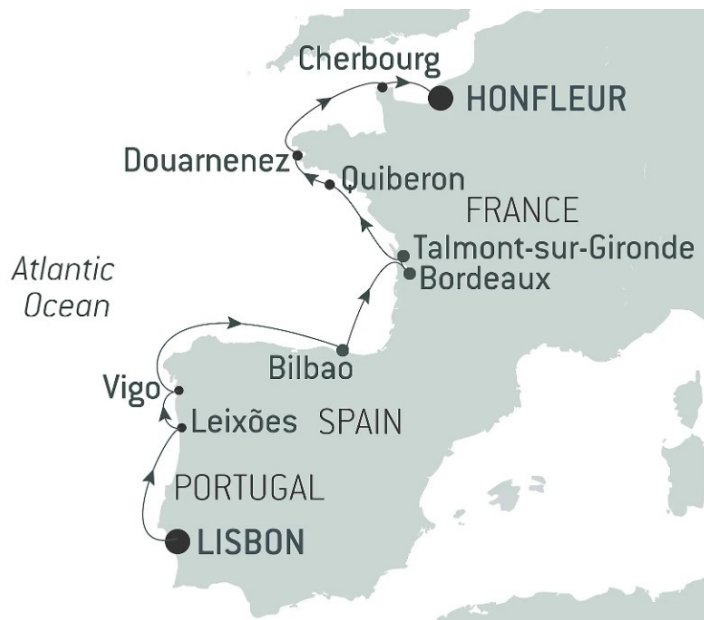 Cherbourg
HONFLEUR
Douarnenez
Quiberon
FRANCE
Talmont-sur-Gironde
Bordeaux
Atlantic
Ocean
Bilbao
Vigo
Leixões
SPAIN
PORTUGAL
LISBON